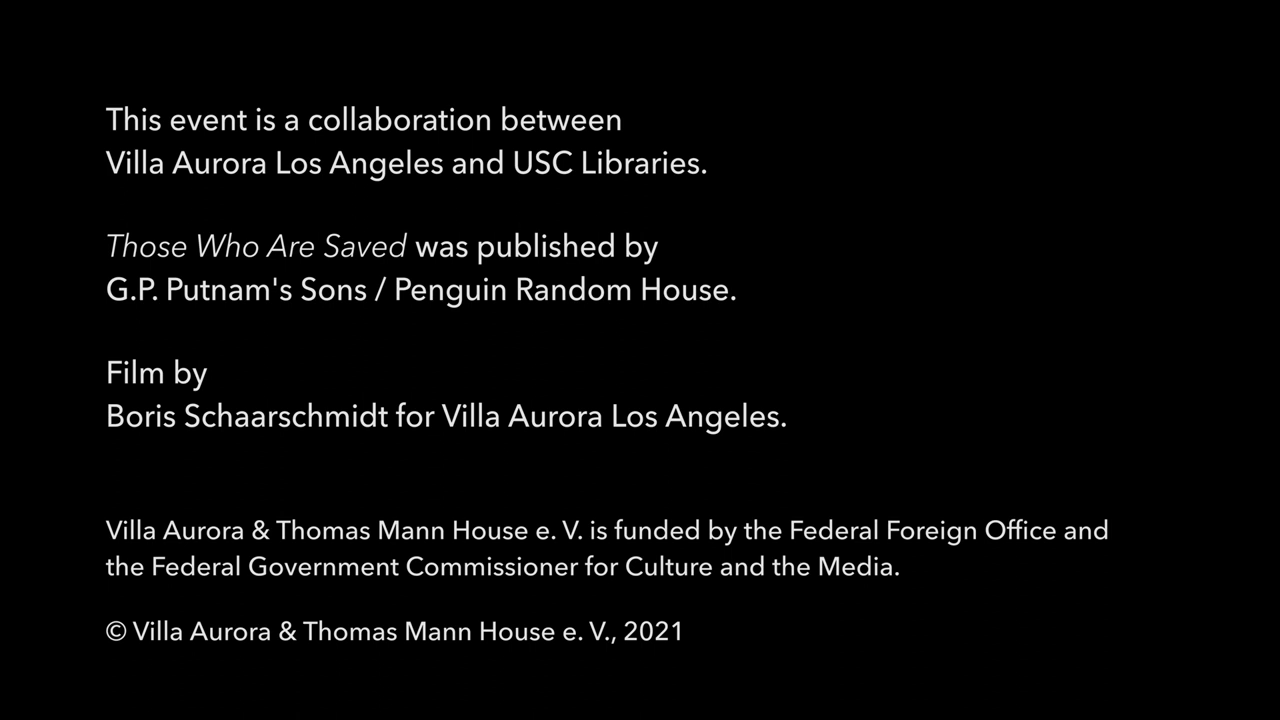 This event is a collaboration between
Villa Aurora Los Angeles and USC Libraries.
Those Who Are Saved was published by
G.P. Putnam's Sons / Penguin Random House.
Film by
Boris Schaarschmidt for Villa Aurora Los Angeles.
Villa Aurora & Thomas Mann House e. V. is funded by the Federal Foreign Office and
the Federal Government Commissioner for Culture and the Media.
© Villa Aurora & Thomas Mann House e. V., 2021